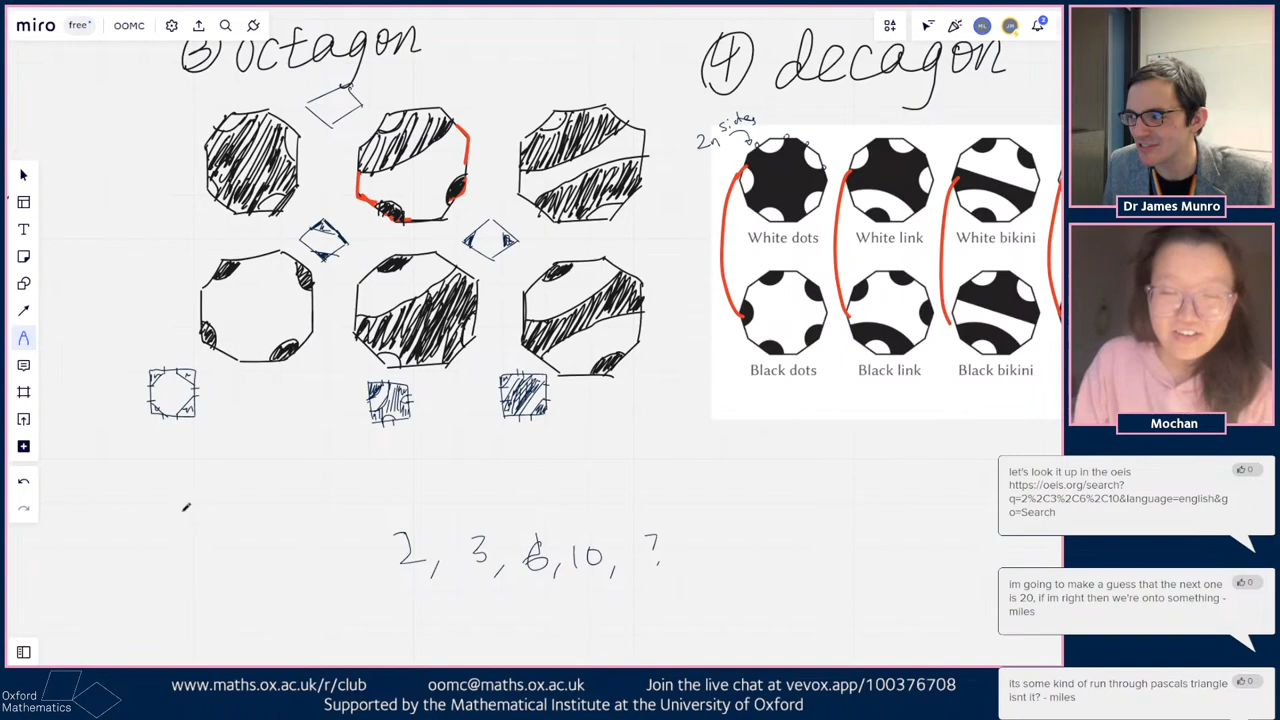 miro free OOMC
③ octagon
④ decagon
2n sides
White dots White link White bikini
Black dots Black link Black bikini
2, 3, 6, 10, ?
Dr James Munro
Mochan
let's look it up in the oeis
https://oeis.org/search?
q=2%2C3%2C6%2C10&language=english&g
o=Search
0
im going to make a guess that the next one
is 20, if im right then we're onto something -
miles
0
its some kind of run through pascals triangle
isnt it? - miles
0
Oxford
Mathematics
www.maths.ox.ac.uk/r/club oomc@maths.ox.ac.uk Join the live chat at vevox.app/100376708
Supported by the Mathematical Institute at the University of Oxford